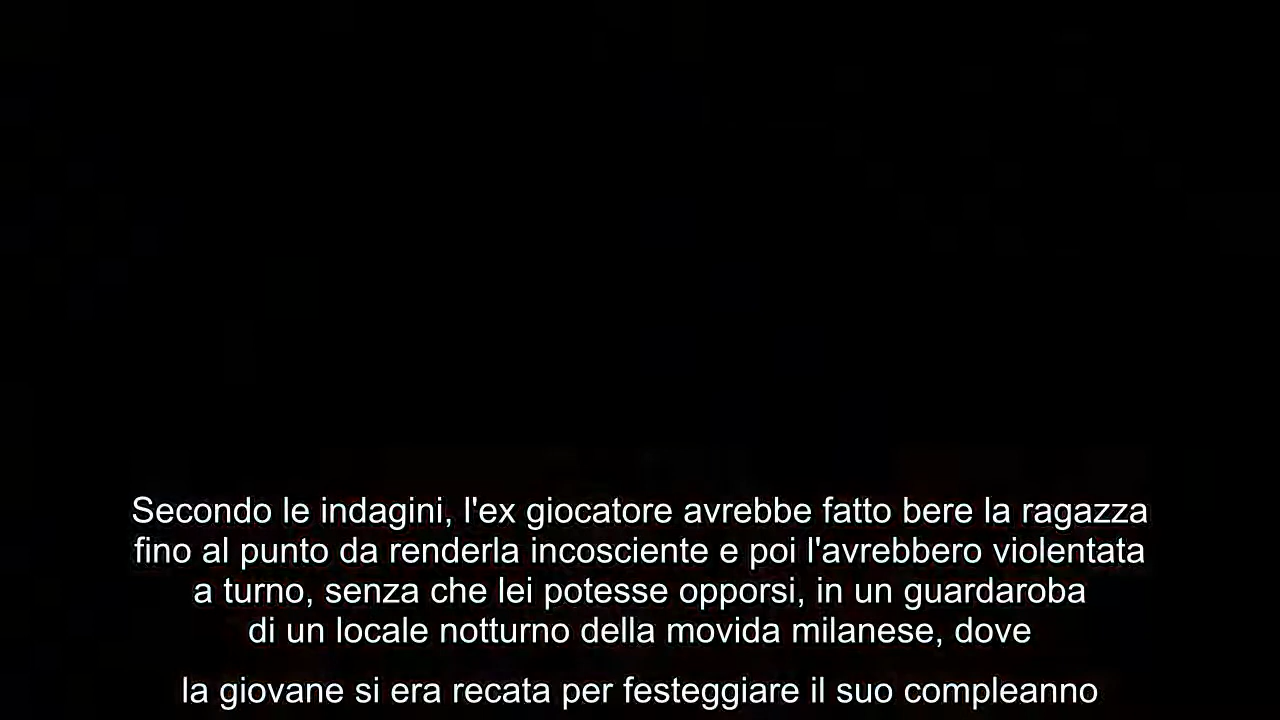 Secondo le indagini, l'ex giocatore avrebbe fatto bere la ragazza
fino al punto da renderla incosciente e poi l'avrebbero violentata
a turno, senza che lei potesse opporsi, in un guardaroba
di un locale notturno della movida milanese, dove
la giovane si era recata per festeggiare il suo compleanno